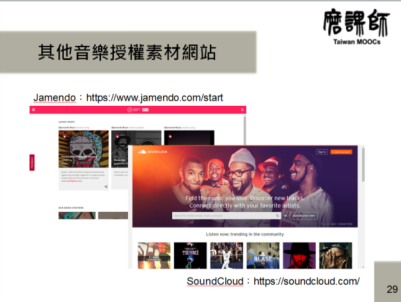 磨課師
Taiwan MOOCs
其他音樂授權素材網站
Jamendo：https://www.jamendo.com/start
SOUNDCLOUD
Find the music you love. Discover new tracks.
Connect directly with your favorite artists.
Listen now: trending in the community
BLASÉ
SoundCloud：https://soundcloud.com/
29